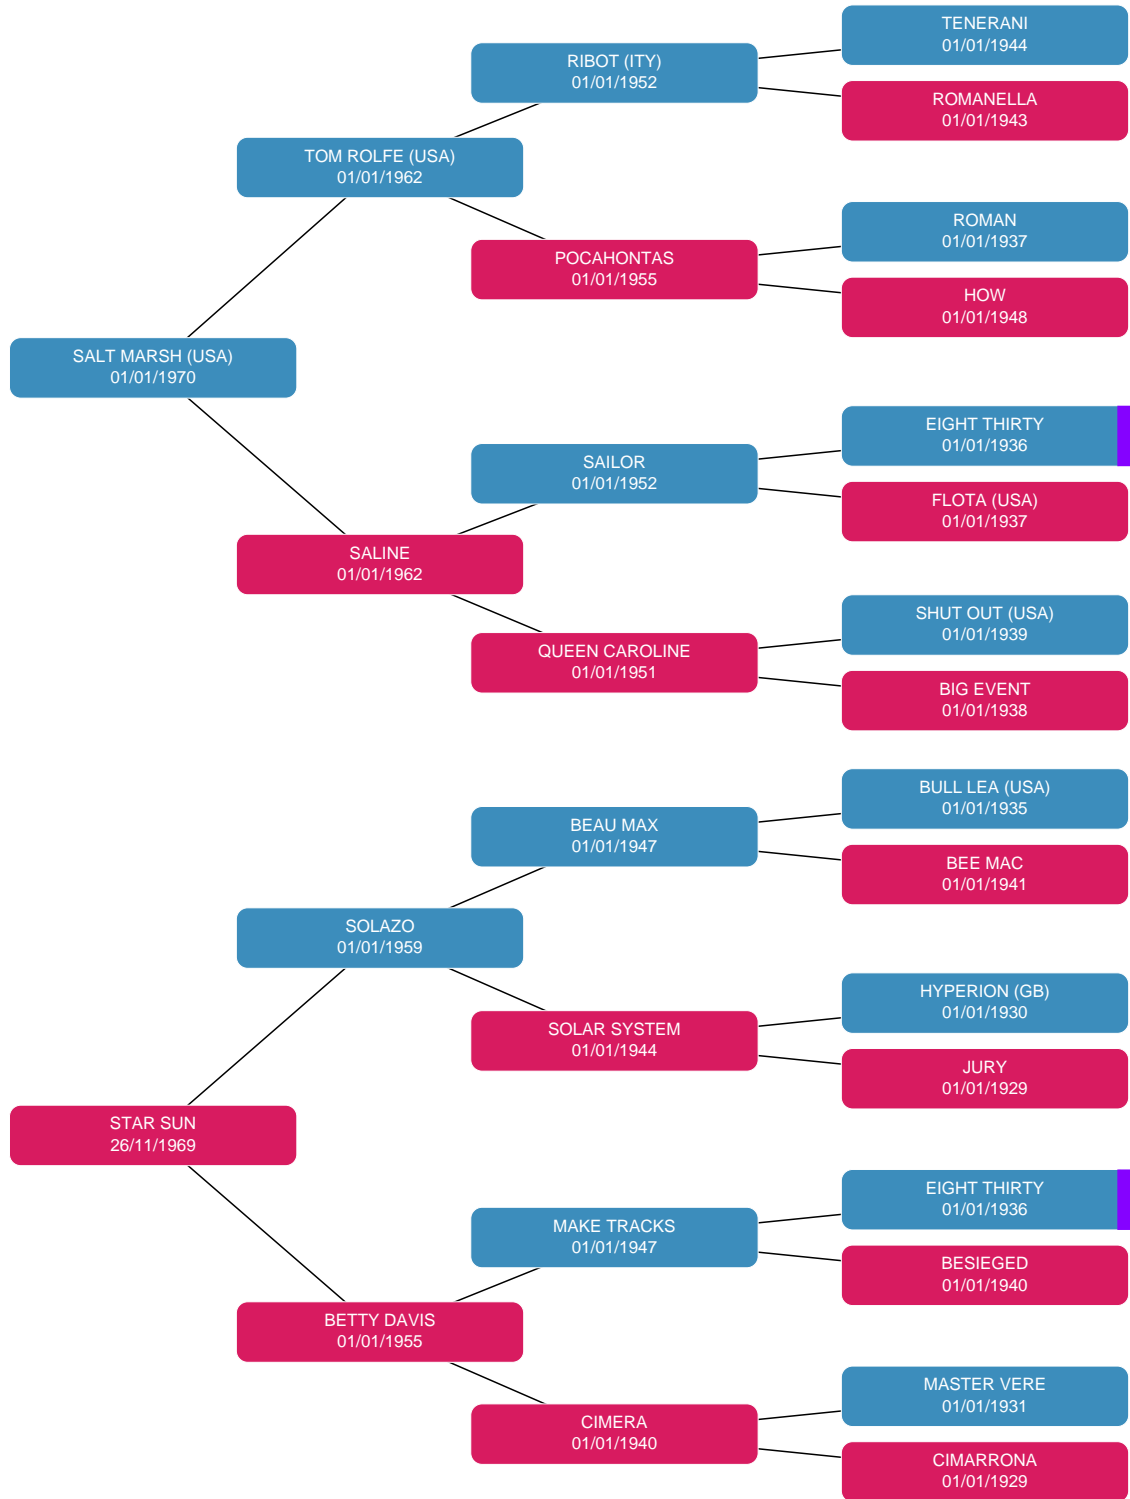 TENERANI
01/01/1944
RIBOT (ITY)
01/01/1952
ROMANELLA
01/01/1943
TOM ROLFE (USA)
01/01/1962
ROMAN
01/01/1937
POCAHONTAS
01/01/1955
HOW
01/01/1948
SALT MARSH (USA)
01/01/1970
EIGHT THIRTY
01/01/1936
SAILOR
01/01/1952
FLOTA (USA)
01/01/1937
SALINE
01/01/1962
SHUT OUT (USA)
01/01/1939
QUEEN CAROLINE
01/01/1951
BIG EVENT
01/01/1938
BULL LEA (USA)
01/01/1935
BEAU MAX
01/01/1947
BEE MAC
01/01/1941
SOLAZO
01/01/1959
HYPERION (GB)
01/01/1930
SOLAR SYSTEM
01/01/1944
JURY
01/01/1929
STAR SUN
26/11/1969
EIGHT THIRTY
01/01/1936
MAKE TRACKS
01/01/1947
BESIEGED
01/01/1940
BETTY DAVIS
01/01/1955
MASTER VERE
01/01/1931
CIMERA
01/01/1940
CIMARRONA
01/01/1929